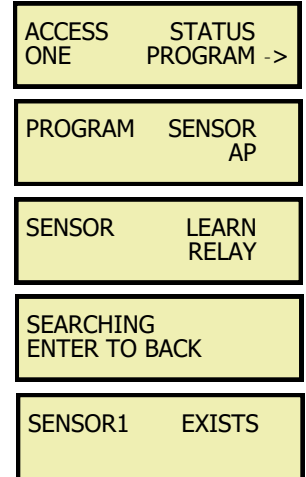 ACCESS STATUS
ONE PROGRAM ->
PROGRAM SENSOR
AP
SENSOR LEARN
RELAY
SEARCHING
ENTER TO BACK
SENSOR1 EXISTS